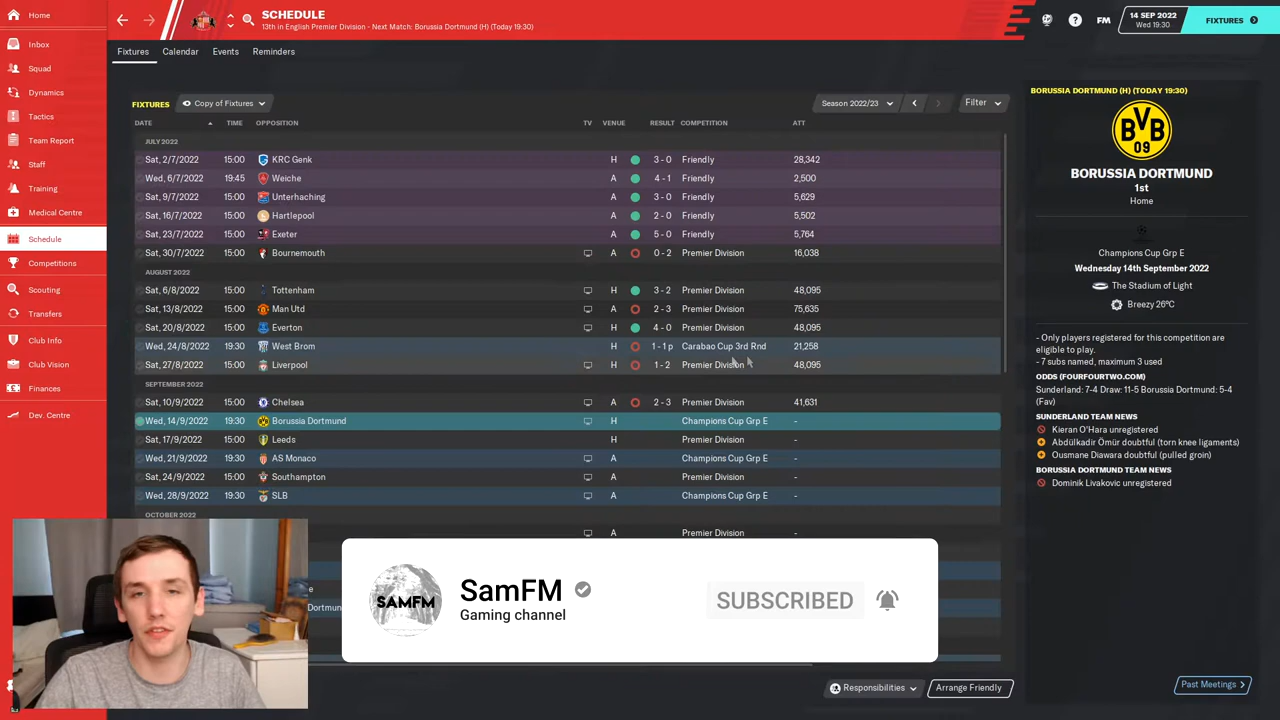 Home
Inbox
Squad
Dynamics
Tactics
Team Report
Staff
Training
Medical Centre
Schedule
Competitions
Scouting
Transfers
Club Info
Club Vision
Finances
Dev. Centre
SCHEDULE
13th in English Premier Division - Next Match: Borussia Dortmund (H) (Today 19:30)
FM
14 SEP 2022
Wed 19:30
FIXTURES
Fixtures Calendar Events Reminders
FIXTURES Copy of Fixtures Season 2022/23 Filter
DATE TIME OPPOSITION TV VENUE RESULT COMPETITION ATT
JULY 2022
Sat, 2/7/2022 15:00 KRC Genk H 3 - 0 Friendly 28,342
Wed, 6/7/2022 19:45 Weiche A 4 - 1 Friendly 2,500
Sat, 9/7/2022 15:00 Unterhaching A 3 - 0 Friendly 5,629
Sat, 16/7/2022 15:00 Hartlepool A 2 - 0 Friendly 5,502
Sat, 23/7/2022 15:00 Exeter A 5 - 0 Friendly 5,764
Sat, 30/7/2022 15:00 Bournemouth A 0 - 2 Premier Division 16,038
AUGUST 2022
Sat, 6/8/2022 15:00 Tottenham H 3 - 2 Premier Division 48,095
Sat, 13/8/2022 15:00 Man Utd A 2 - 3 Premier Division 75,635
Sat, 20/8/2022 15:00 Everton H 4 - 0 Premier Division 48,095
Wed, 24/8/2022 19:30 West Brom H 1 - 1 p Carabao Cup 3rd Rnd 21,258
Sat, 27/8/2022 15:00 Liverpool H 1 - 2 Premier Division 48,095
SEPTEMBER 2022
Sat, 10/9/2022 15:00 Chelsea A 2 - 3 Premier Division 41,631
Wed, 14/9/2022 19:30 Borussia Dortmund H Champions Cup Grp E -
Sat, 17/9/2022 15:00 Leeds H Premier Division -
Wed, 21/9/2022 19:30 AS Monaco A Champions Cup Grp E -
Sat, 24/9/2022 15:00 Southampton A Premier Division -
Wed, 28/9/2022 19:30 SLB A Champions Cup Grp E -
OCTOBER 2022
A Premier Division -
SAMFM
SamFM
Gaming channel
SUBSCRIBED
Responsibilities
Arrange Friendly
BORUSSIA DORTMUND (H) (TODAY 19:30)
BVB
09
BORUSSIA DORTMUND
1st
Home
Champions Cup Grp E
Wednesday 14th September 2022
The Stadium of Light
Breezy 26ºC
- Only players registered for the competition are
eligible to play.
- 7 subs named, maximum 3 used
ODDS (FOURFOURTWO.COM)
Sunderland: 7-4 Draw: 11-5 Borussia Dortmund: 5-4
(Fav)
SUNDERLAND TEAM NEWS
Kieran O'Hara unregistered
Abdülkadir Ömür doubtful (torn knee ligaments)
Ousmane Diawara doubtful (pulled groin)
BORUSSIA DORTMUND TEAM NEWS
Dominik Livakovic unregistered
Past Meetings